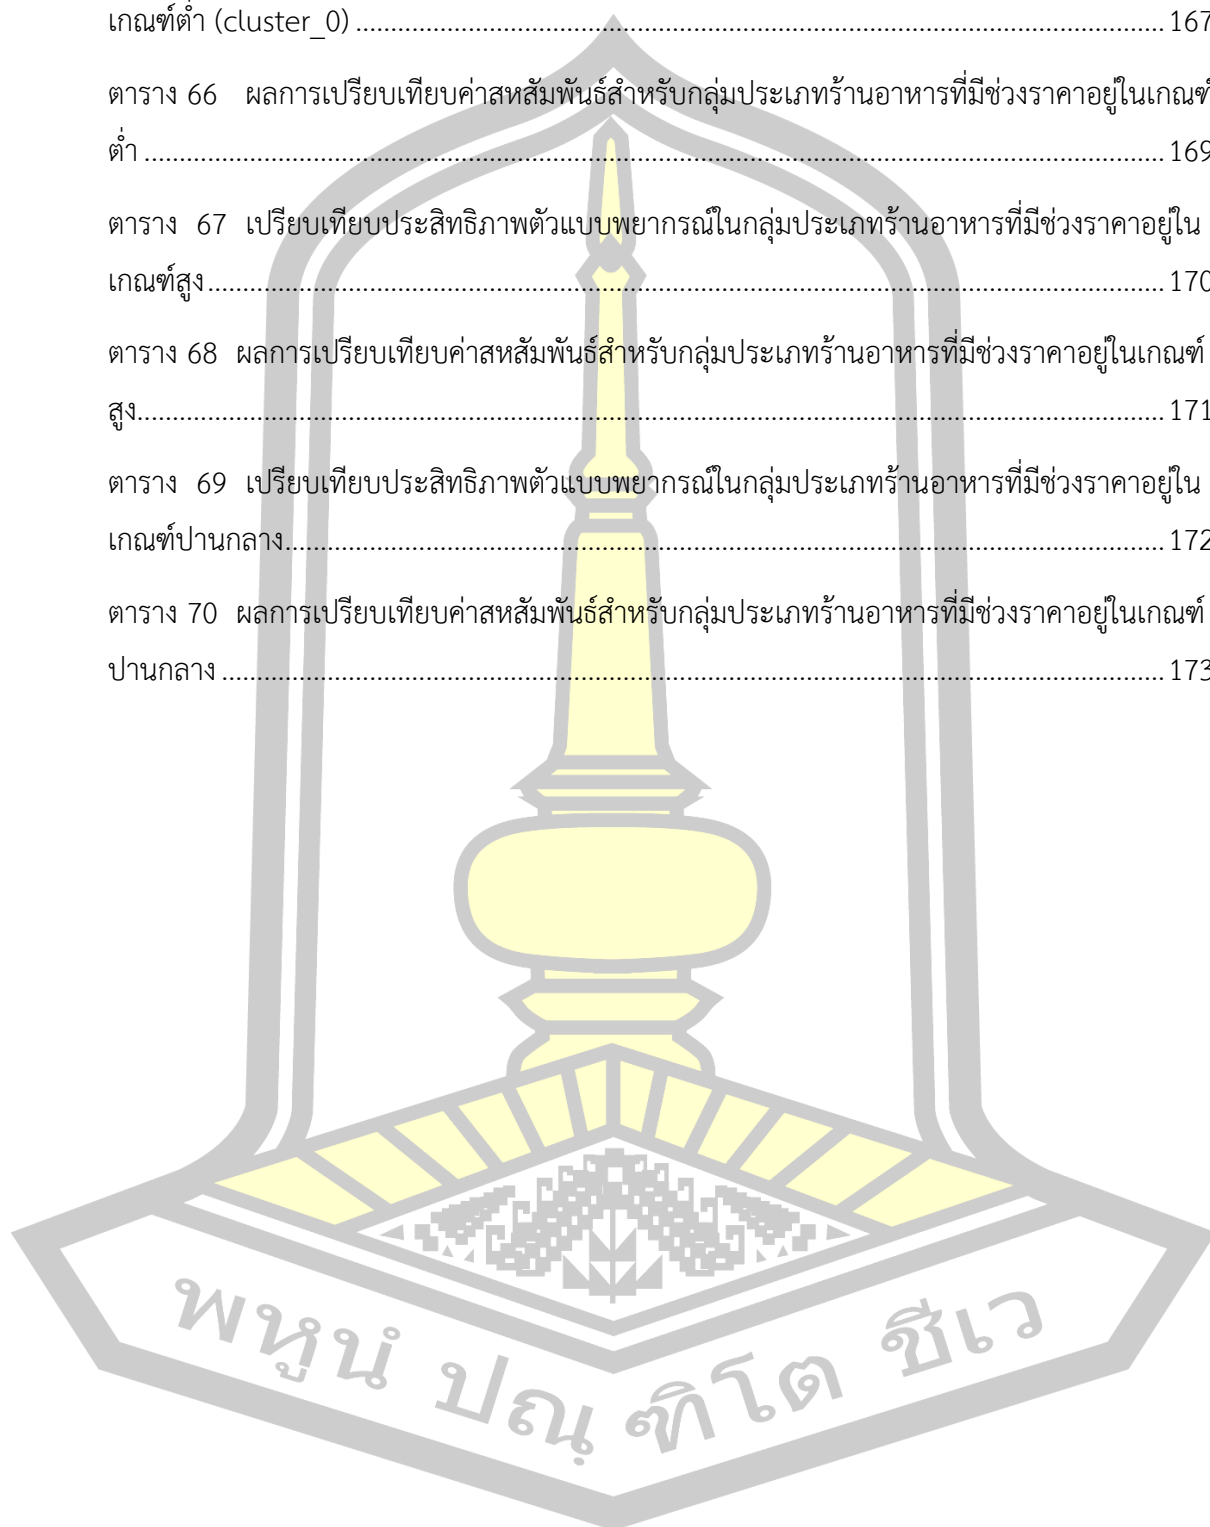 เกณฑ์ต่ำ (cluster_0) ........................................................................................................ 167
ตาราง 66 ผลการเปรียบเทียบค่าสหสัมพันธ์สำหรับกลุ่มประเภทร้านอาหารที่มีช่วงราคาอยู่ในเกณฑ์
ต่ำ ........................................................................................................ 169
ตาราง 67 เปรียบเทียบประสิทธิภาพตัวแบบพยากรณ์ในกลุ่มประเภทร้านอาหารที่มีช่วงราคาอยู่ใน
เกณฑ์สูง ........................................................................................................ 170
ตาราง 68 ผลการเปรียบเทียบค่าสหสัมพันธ์สำหรับกลุ่มประเภทร้านอาหารที่มีช่วงราคาอยู่ในเกณฑ์
สูง ........................................................................................................ 171
ตาราง 69 เปรียบเทียบประสิทธิภาพตัวแบบพยากรณ์ในกลุ่มประเภทร้านอาหารที่มีช่วงราคาอยู่ใน
เกณฑ์ปานกลาง ........................................................................................................ 172
ตาราง 70 ผลการเปรียบเทียบค่าสหสัมพันธ์สำหรับกลุ่มประเภทร้านอาหารที่มีช่วงราคาอยู่ในเกณฑ์
ปานกลาง ........................................................................................................ 173
พหูนํ ปณฺฑิโต ชีเว